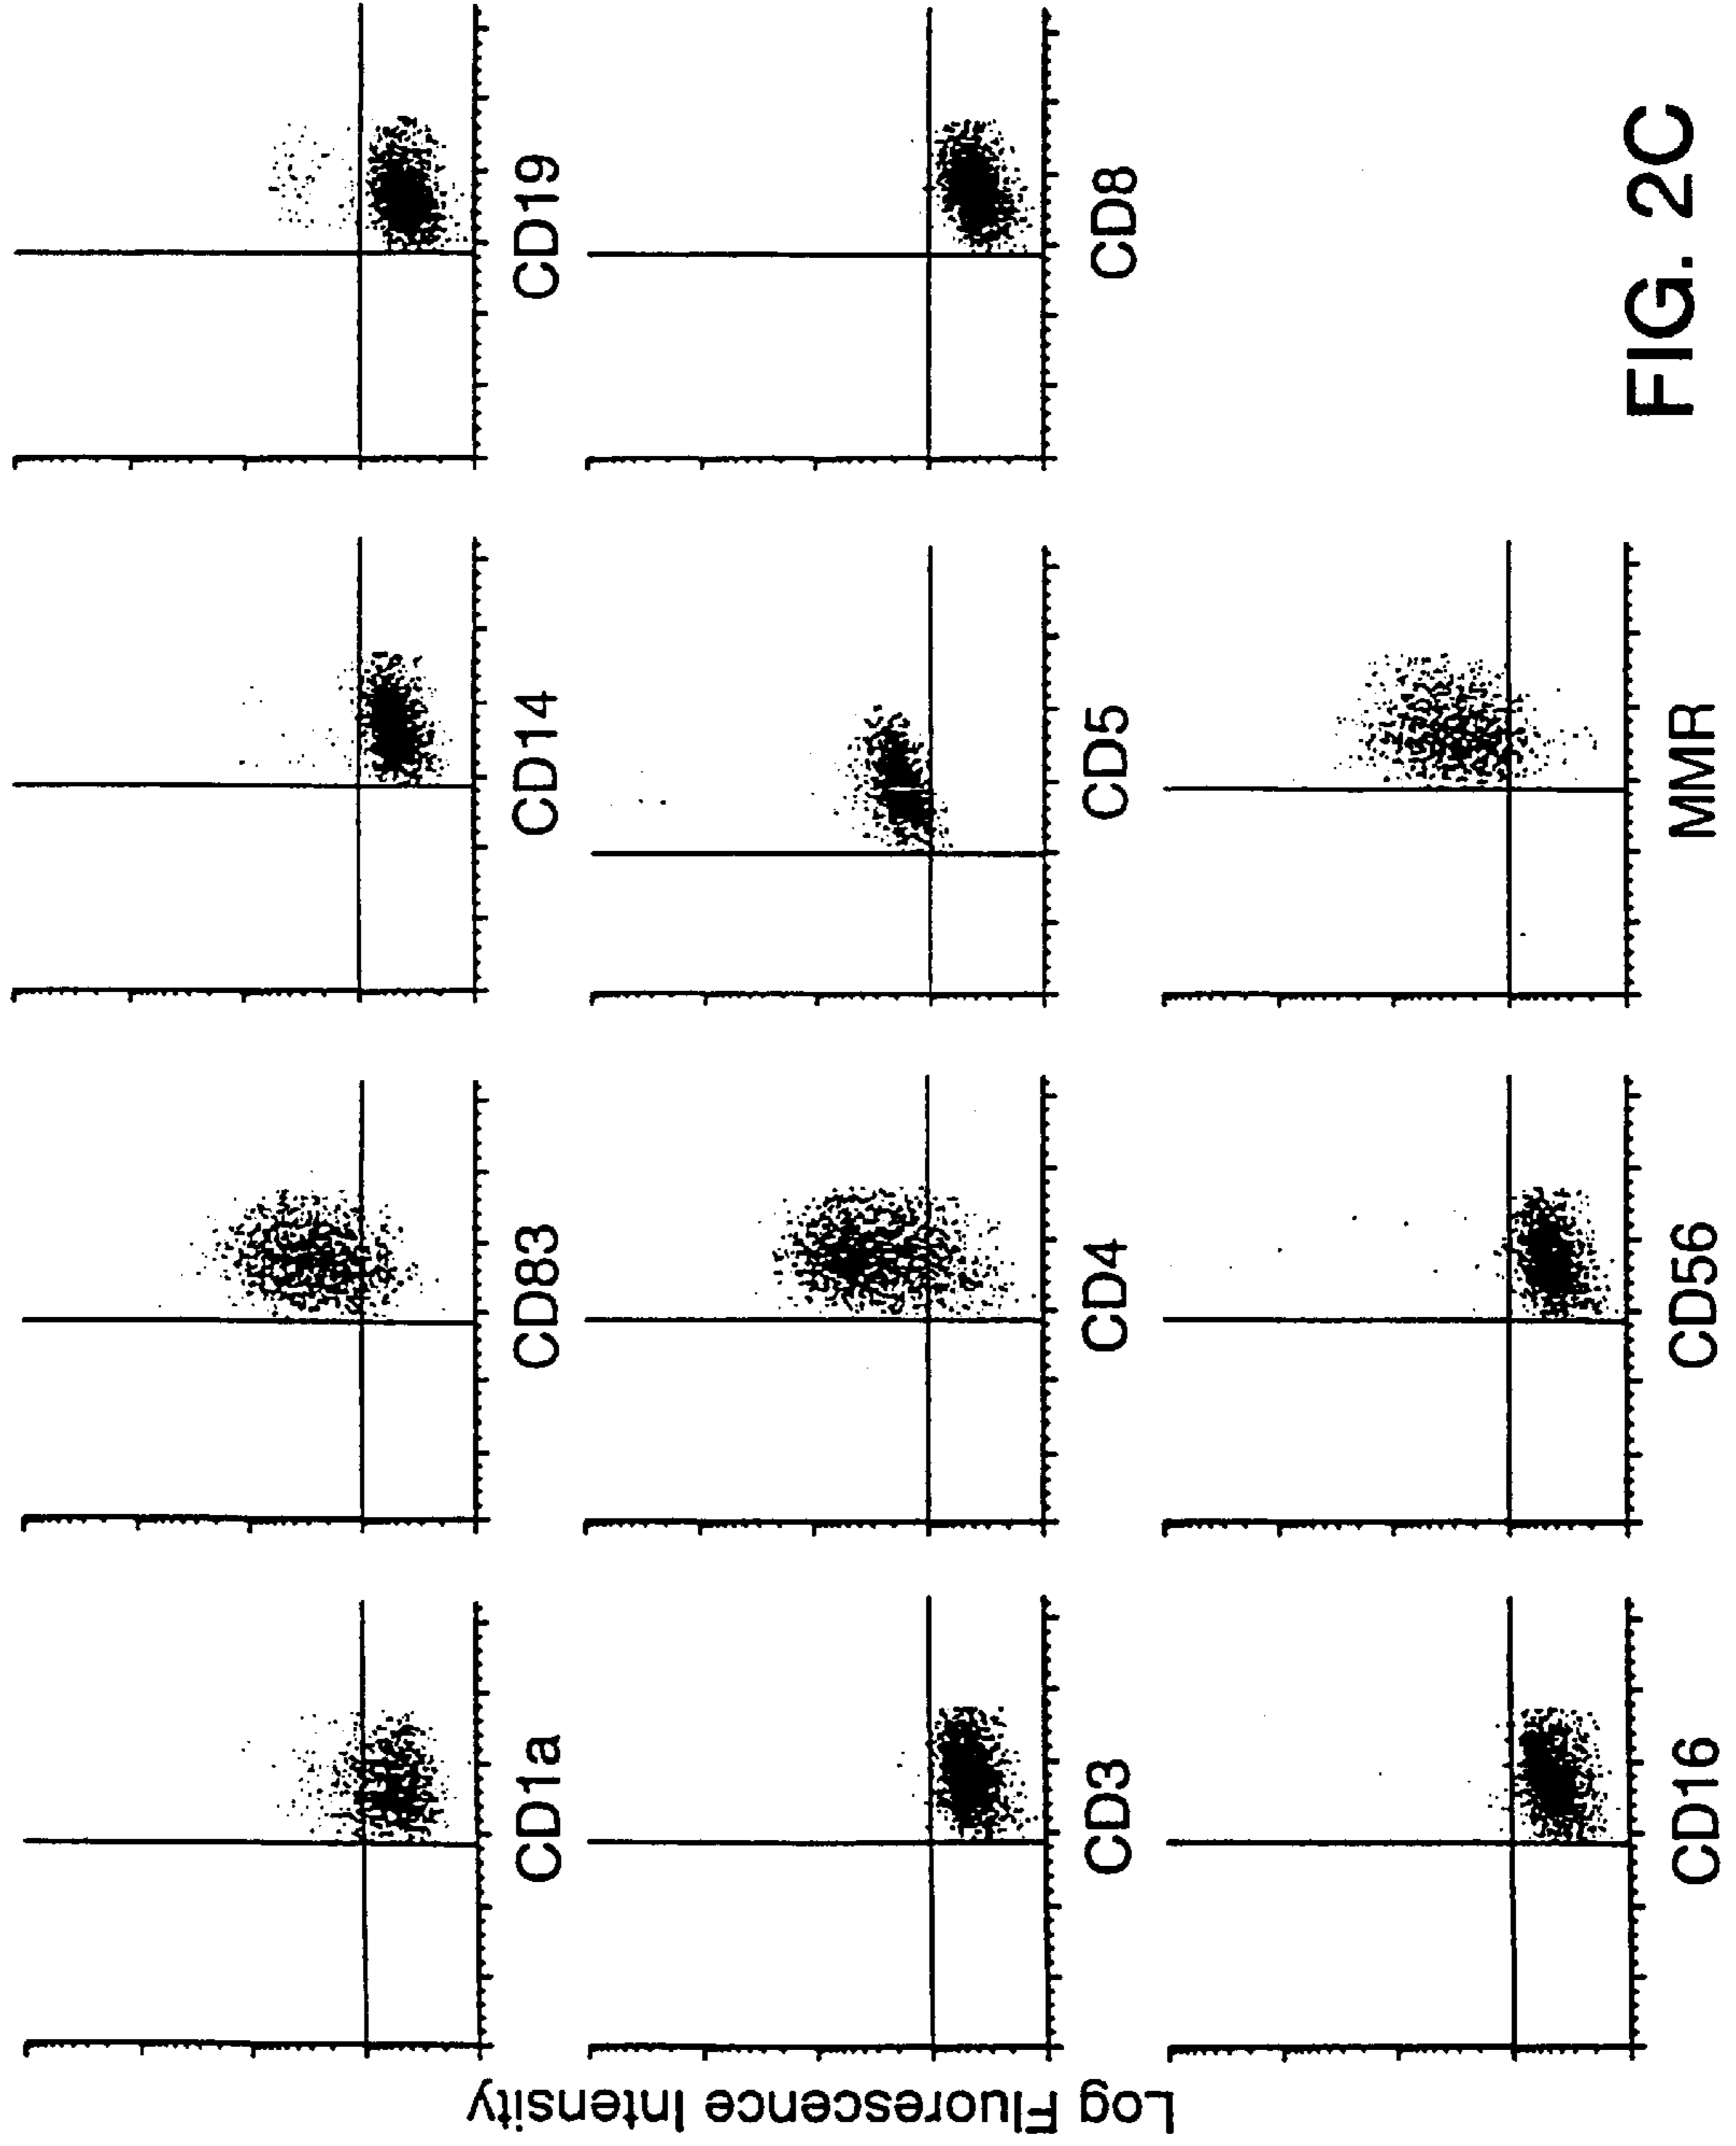 Log Fluorescence Intensity
CD1a
CD83
CD14
CD19
CD3
CD4
CD5
CD8
CD16
CD56
MMR
FIG. 2C